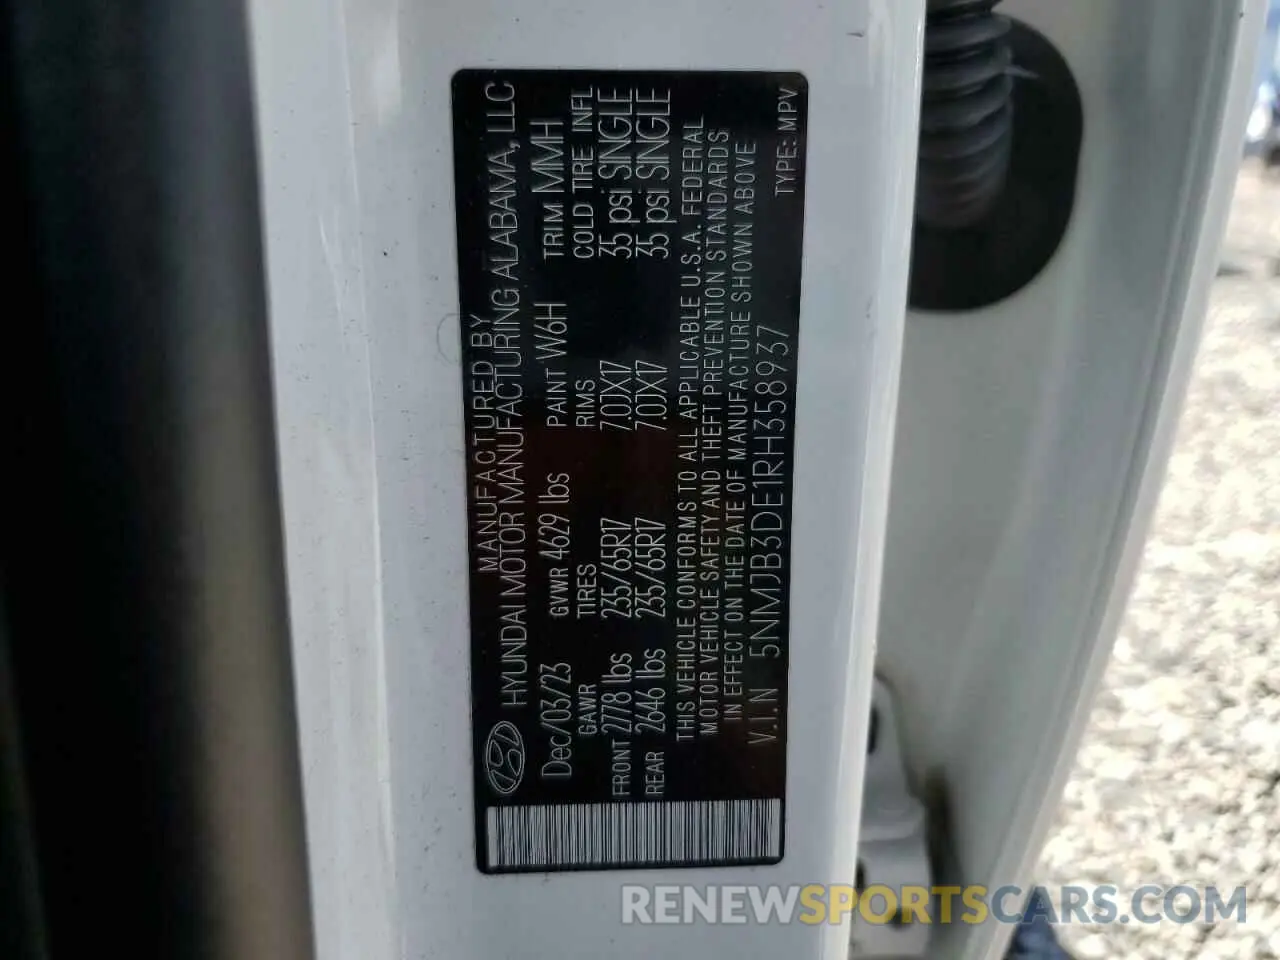 MANUFACTURED BY
HYUNDAI MOTOR MANUFACTURING ALABAMA, LLC
Dec/03/23 GVWR 4629 lbs PAINT W6H TRIM MMH
GAWR TIRES RIMS COLD TIRE INFL
FRONT 2778 lbs 235/65R17 7.0JX17 35 psi SINGLE
REAR 2646 lbs 235/65R17 7.0JX17 35 psi SINGLE
THIS VEHICLE CONFORMS TO ALL APPLICABLE U.S.A. FEDERAL
MOTOR VEHICLE SAFETY AND THEFT PREVENTION STANDARDS
IN EFFECT ON THE DATE OF MANUFACTURE SHOWN ABOVE
V.I.N 5NMJB3DE1RH358937 TYPE: MPV
RENEWSPORTSCARS.COM